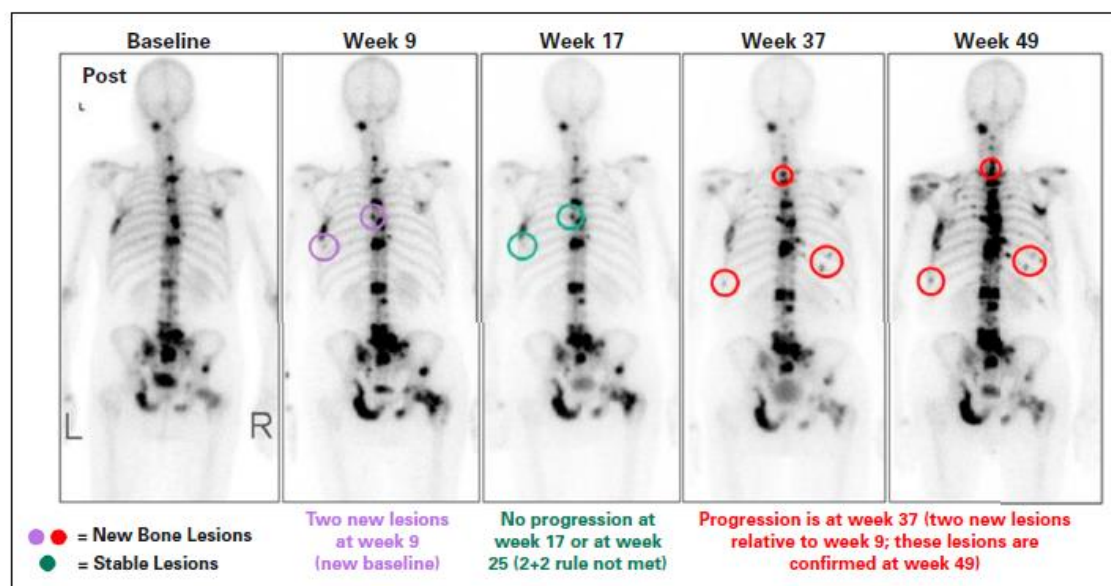 Baseline
Week 9
Week 17
Week 37
Week 49
Post
L
L
R
= New Bone Lesions
= Stable Lesions
Two new lesions
at week 9
(new baseline)
No progression at
week 17 or at week
25 (2+2 rule not met)
Progression is at week 37 (two new lesions
relative to week 9; these lesions are
confirmed at week 49)